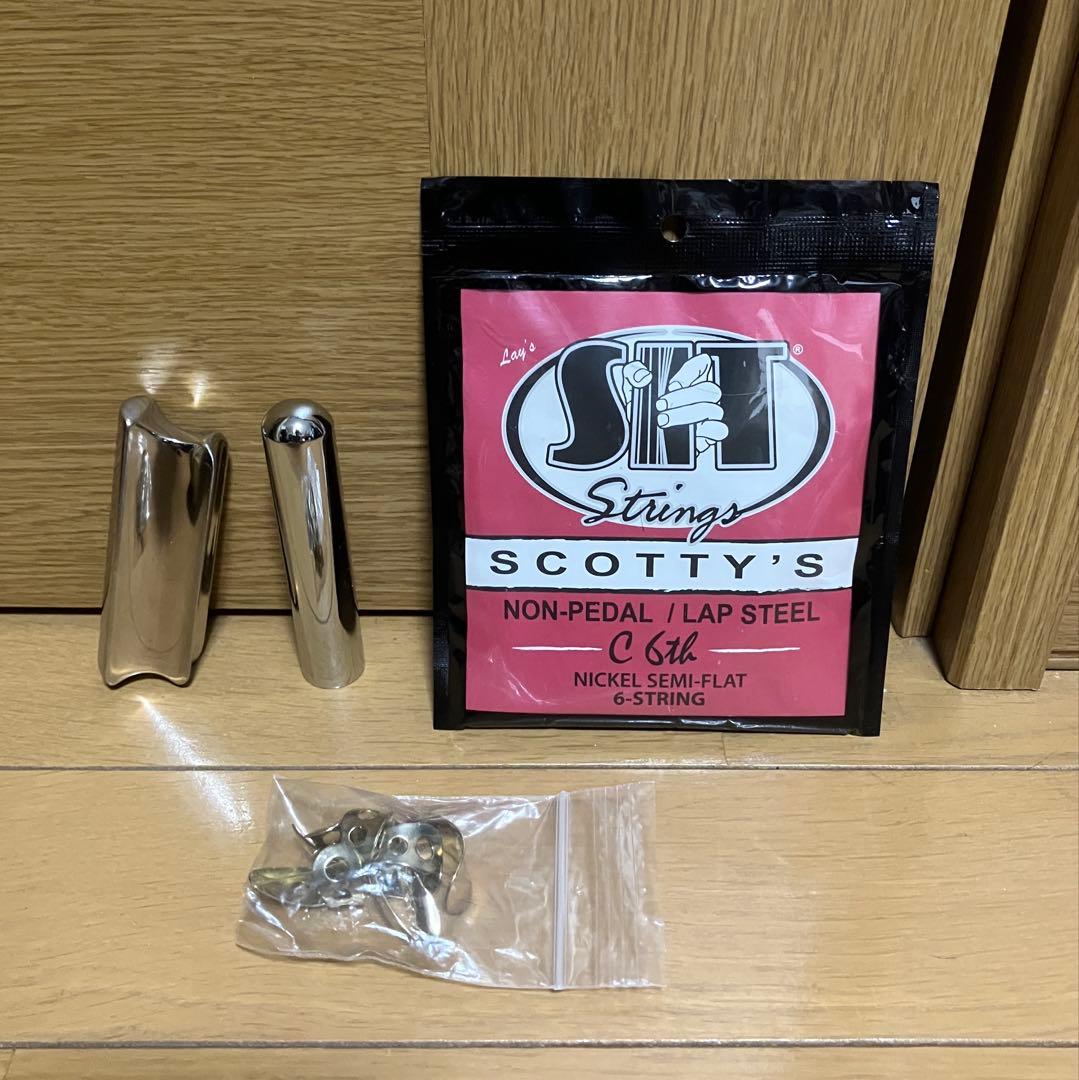 Lay's
SIT®
Strings
SCOTTY'S
NON-PEDAL / LAP STEEL
C 6th
NICKEL SEMI-FLAT
6-STRING